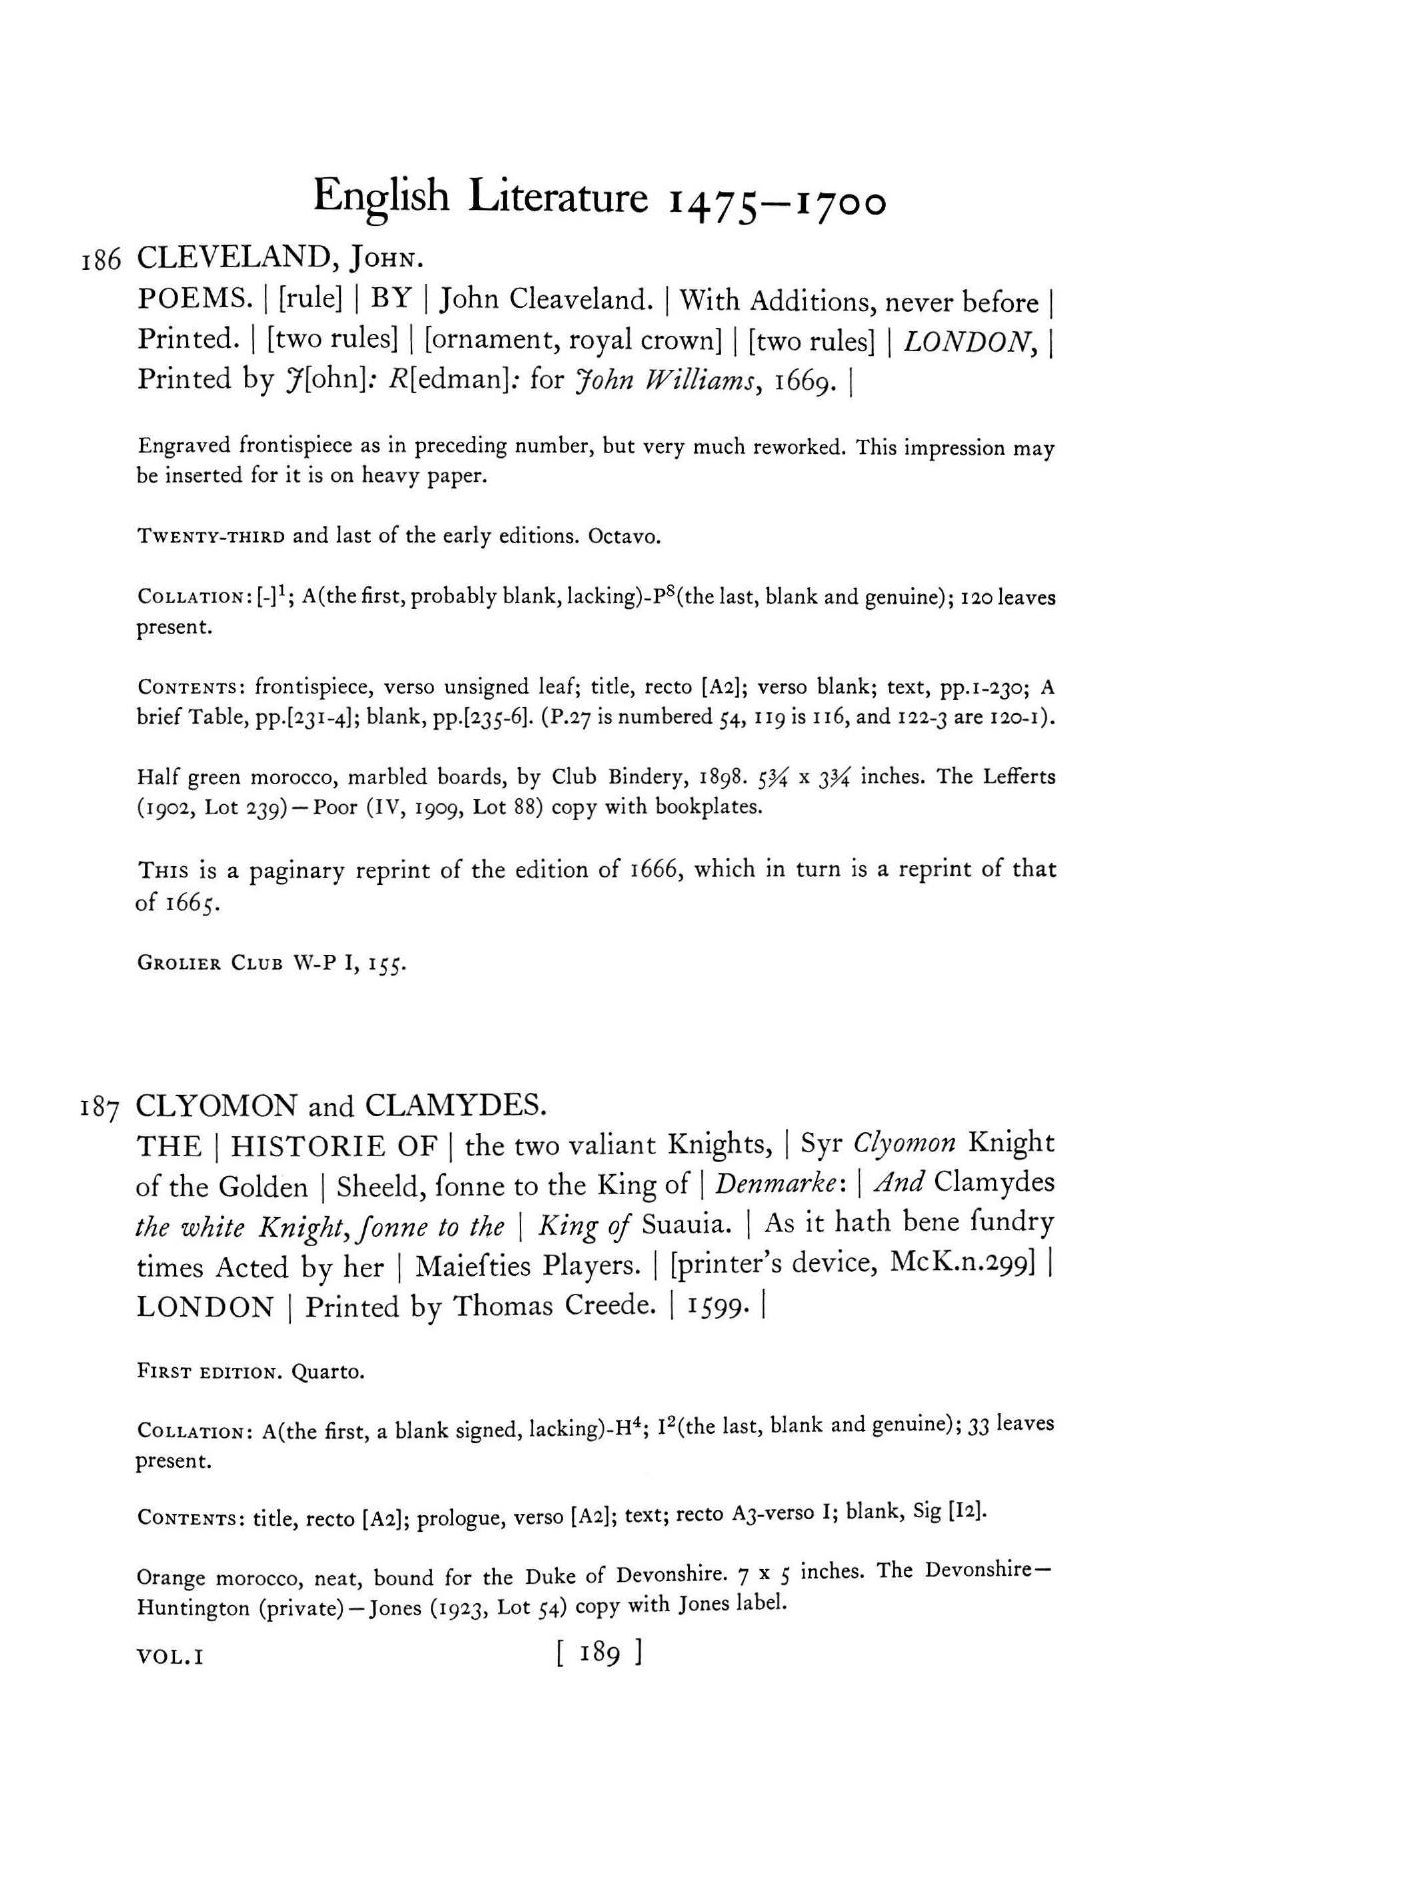 English Literature 1475–1700
186 CLEVELAND, JOHN.
POEMS. | [rule] | BY | John Cleaveland. | With Additions, never before |
Printed. | [two rules] | [ornament, royal crown] | [two rules] | LONDON, |
Printed by J[ohn]: R[edman]: for John Williams, 1669. |
Engraved frontispiece as in preceding number, but very much reworked. This impression may
be inserted for it is on heavy paper.
TWENTY-THIRD and last of the early editions. Octavo.
COLLATION: [-]¹; A(the first, probably blank, lacking)-P⁸(the last, blank and genuine); 120 leaves
present.
CONTENTS: frontispiece, verso unsigned leaf; title, recto [A2]; verso blank; text, pp.1-230; A
brief Table, pp.[231-4]; blank, pp.[235-6]. (P.27 is numbered 54, 119 is 116, and 122-3 are 120-1).
Half green morocco, marbled boards, by Club Bindery, 1898. 5¾ x 3¾ inches. The Lefferts
(1902, Lot 239)—Poor (IV, 1909, Lot 88) copy with bookplates.
THIS is a paginary reprint of the edition of 1666, which in turn is a reprint of that
of 1665.
GROLIER CLUB W-P I, 155.
187 CLYOMON and CLAMYDES.
THE | HISTORIE OF | the two valiant Knights, | Syr Clyomon Knight
of the Golden | Sheeld, ſonne to the King of | Denmarke: | And Clamydes
the white Knight, ſonne to the | King of Suauia. | As it hath bene ſundry
times Acted by her | Maieſties Players. | [printer's device, McK.n.299] |
LONDON | Printed by Thomas Creede. | 1599. |
FIRST EDITION. Quarto.
COLLATION: A(the first, a blank signed, lacking)-H⁴; I²(the last, blank and genuine); 33 leaves
present.
CONTENTS: title, recto [A2]; prologue, verso [A2]; text; recto A3-verso I; blank, Sig [I2].
Orange morocco, neat, bound for the Duke of Devonshire. 7 x 5 inches. The Devonshire—
Huntington (private)—Jones (1923, Lot 54) copy with Jones label.
VOL.I [ 189 ]